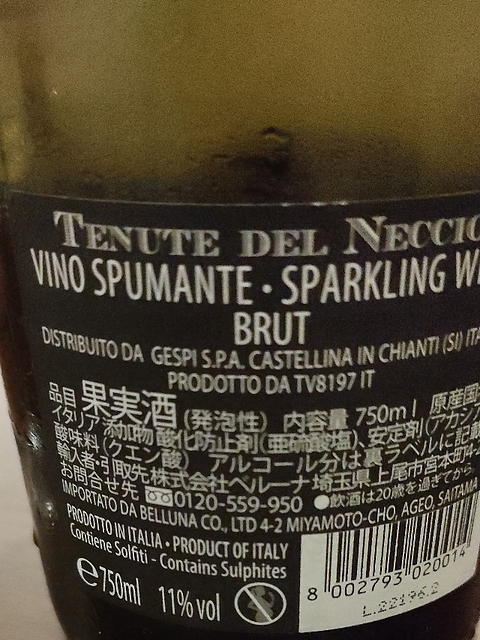 TENUTE DEL NECCIO
VINO SPUMANTE · SPARKLING WI
BRUT
DISTRIBUITO DA GESPI S.P.A. CASTELLINA IN CHIANTI (SI) ITA
PRODOTTO DA TV8197 IT
品目 果実酒 (発泡性) 内容量 750ml 原産国
イタリア 添加物 酸化防止剤(亜硫酸塩)、安定剤(アカシア
酸味料(クエン酸) アルコール分は裏ラベルに記載
輸入者・引取先 株式会社ベルーナ 埼玉県上尾市宮本町4-2
お問合せ先 0120-559-950 ●飲酒は20歳を過ぎてから。
IMPORTATO DA BELLUNA CO., LTD 4-2 MIYAMOTO-CHO, AGEO, SAITAMA
PRODOTTO IN ITALIA • PRODUCT OF ITALY
Contiene Solfiti - Contains Sulphites
℮750ml 11% vol
8 002793 020014
L.22196.2